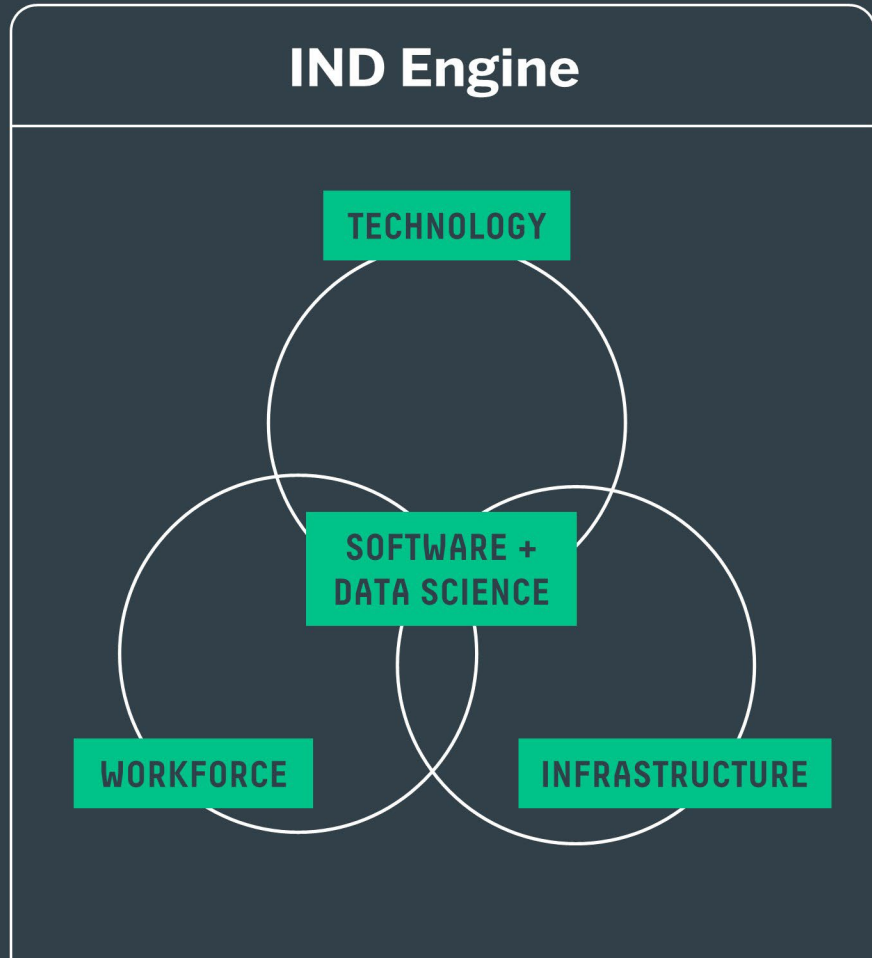 IND Engine
TECHNOLOGY
SOFTWARE +
DATA SCIENCE
WORKFORCE
INFRASTRUCTURE